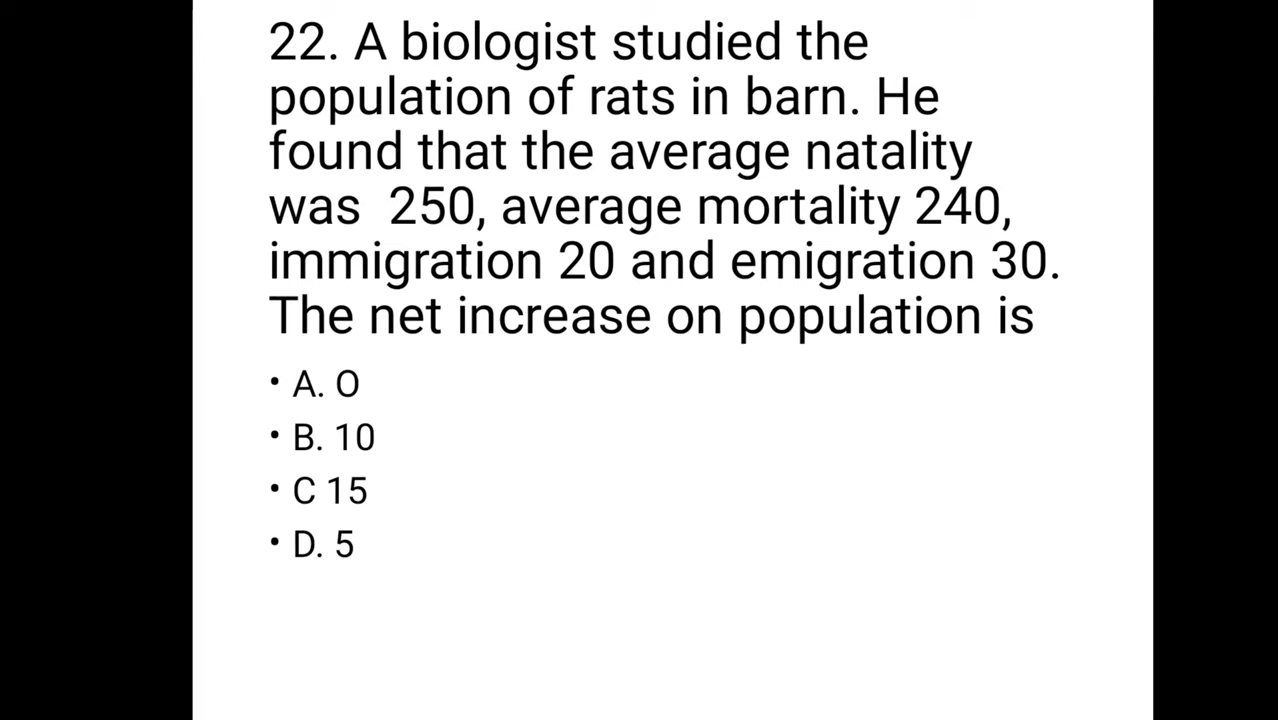 22. A biologist studied the
population of rats in barn. He
found that the average natality
was  250, average mortality 240,
immigration 20 and emigration 30.
The net increase on population is
• A. O
• B. 10
• C 15
• D. 5